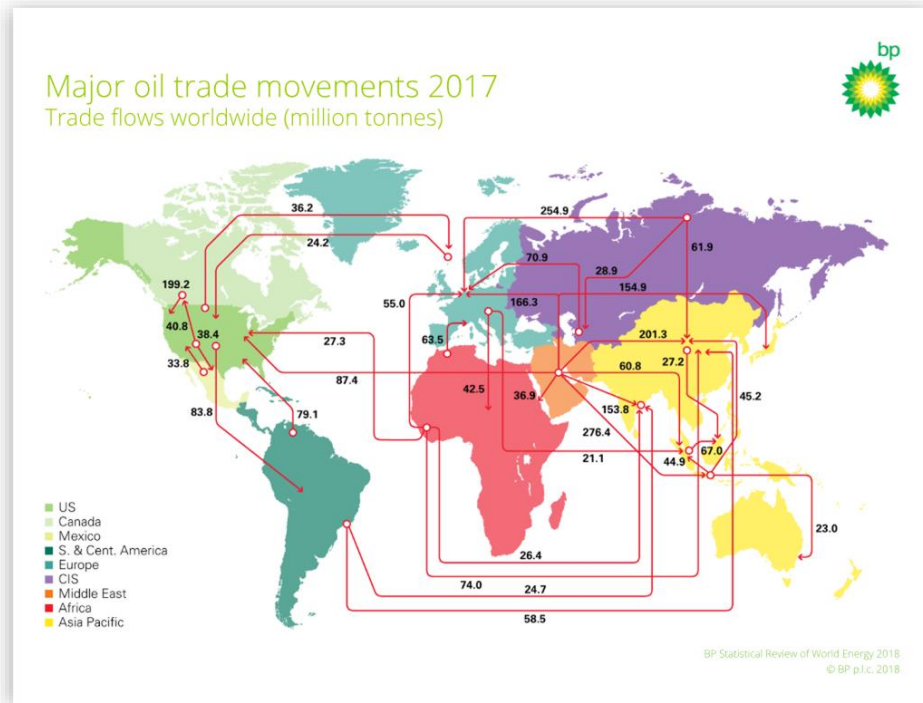 bp
Major oil trade movements 2017
Trade flows worldwide (million tonnes)
36.2
254.9
24.2
61.9
70.9
28.9
199.2
154.9
55.0
166.3
40.8
38.4
201.3
63.5
27.3
27.2
33.8
60.8
87.4
42.5
36.9
45.2
83.8
153.8
79.1
276.4
67.0
21.1
44.9
US
Canada
Mexico
S. & Cent. America
Europe
CIS
Middle East
Africa
Asia Pacific
23.0
26.4
74.0
24.7
58.5
BP Statistical Review of World Energy 2018
© BP p.l.c. 2018